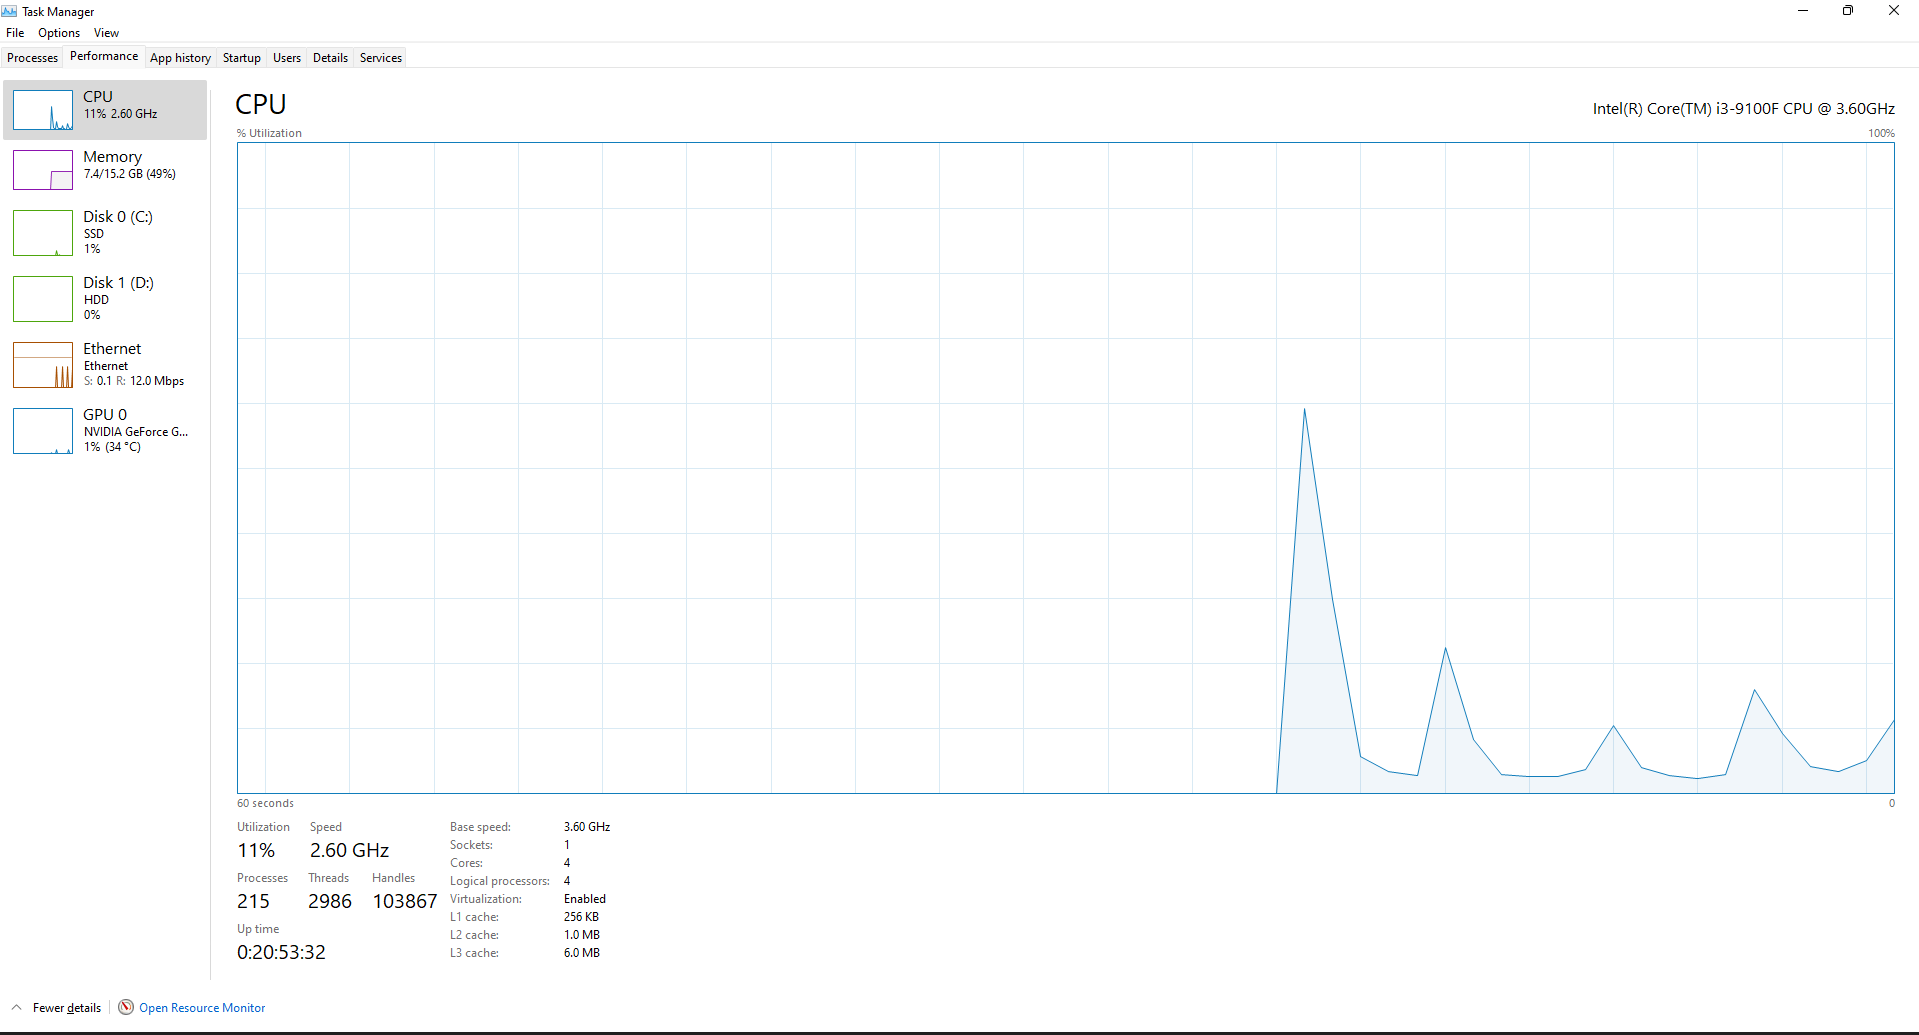 Task Manager
File Options View
Processes Performance App history Startup Users Details Services
CPU
11% 2.60 GHz
Memory
7.4/15.2 GB (49%)
Disk 0 (C:)
SSD
1%
Disk 1 (D:)
HDD
0%
Ethernet
Ethernet
S: 0.1 R: 12.0 Mbps
GPU 0
NVIDIA GeForce G...
1% (34 °C)
CPU
Intel(R) Core(TM) i3-9100F CPU @ 3.60GHz
% Utilization 100%
60 seconds 0
Utilization Speed
11% 2.60 GHz
Processes Threads Handles
215 2986 103867
Up time
0:20:53:32
Base speed: 3.60 GHz
Sockets: 1
Cores: 4
Logical processors: 4
Virtualization: Enabled
L1 cache: 256 KB
L2 cache: 1.0 MB
L3 cache: 6.0 MB
Fewer details Open Resource Monitor